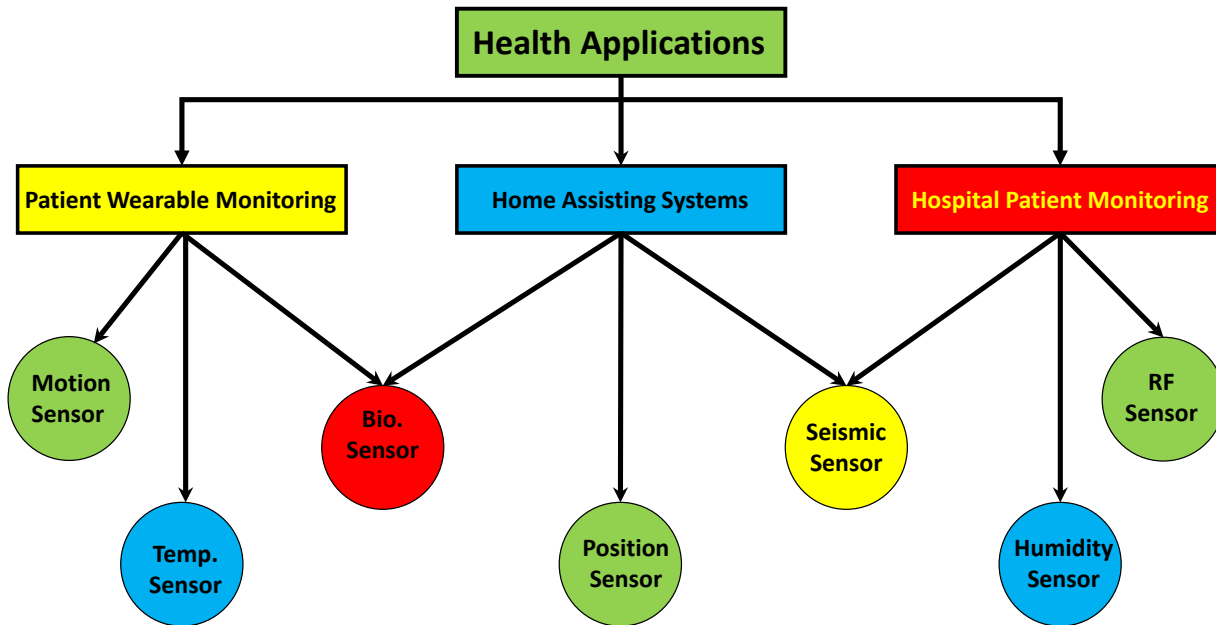 Health Applications
Patient Wearable Monitoring
Home Assisting Systems
Hospital Patient Monitoring
Motion
Sensor
Bio.
Sensor
Seismic
Sensor
RF
Sensor
Temp.
Sensor
Position
Sensor
Humidity
Sensor